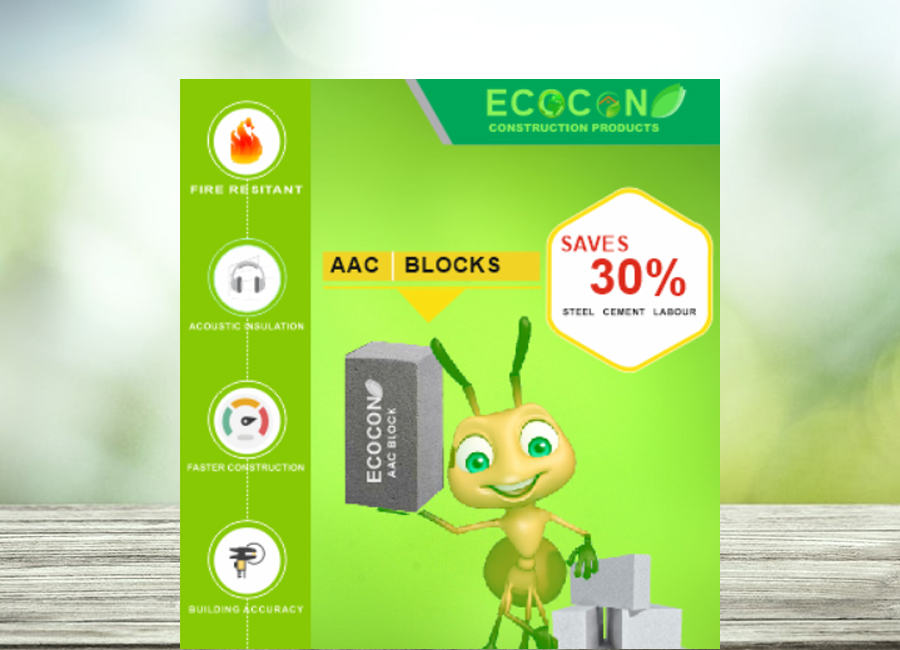 ECOCON
CONSTRUCTION PRODUCTS
FIRE RESITANT
ACOUSTIC INSULATION
FASTER CONSTRUCTION
BUILDING ACCURACY
AAC BLOCKS
SAVES
30%
STEEL CEMENT LABOUR
ECOCON
AAC BLOCK